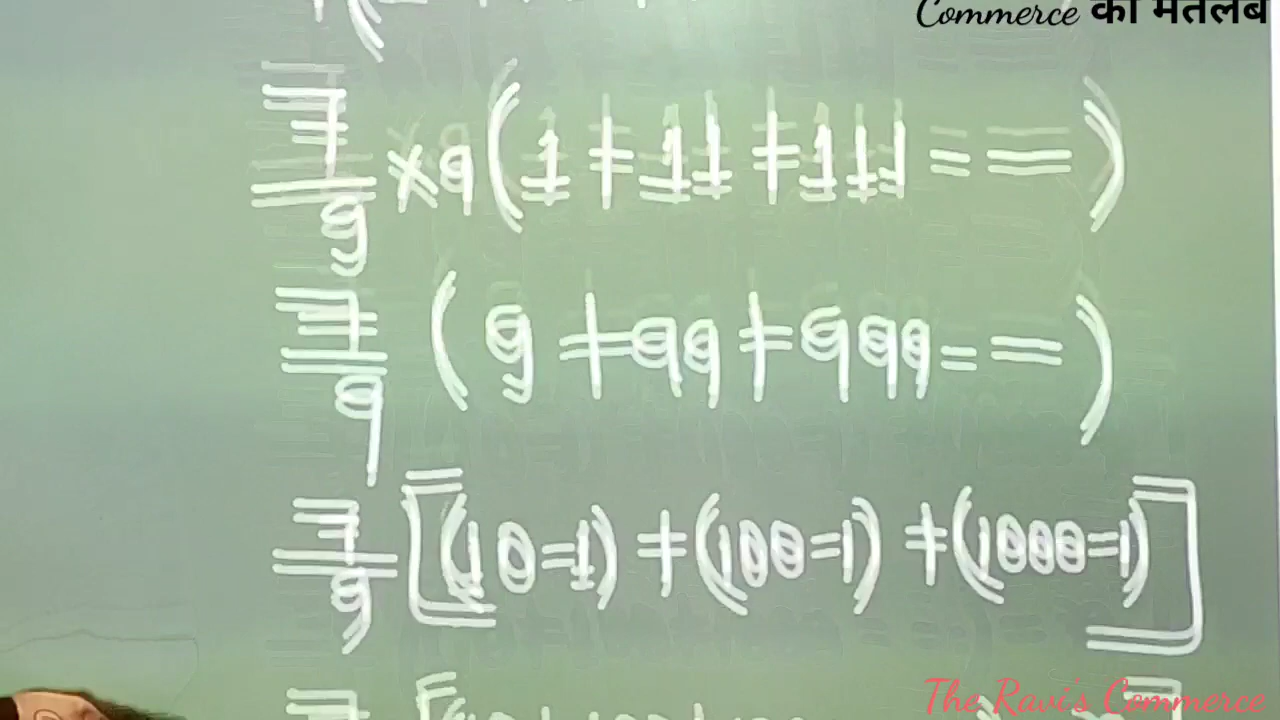 Commerce का मतलब
7/9 × 9 ( 1 + 11 + 111 - - - )
7/9 ( 9 + 99 + 999 - - )
7/9 [ (10-1) + (100-1) + (1000-1) ]
The Ravi's Commerce